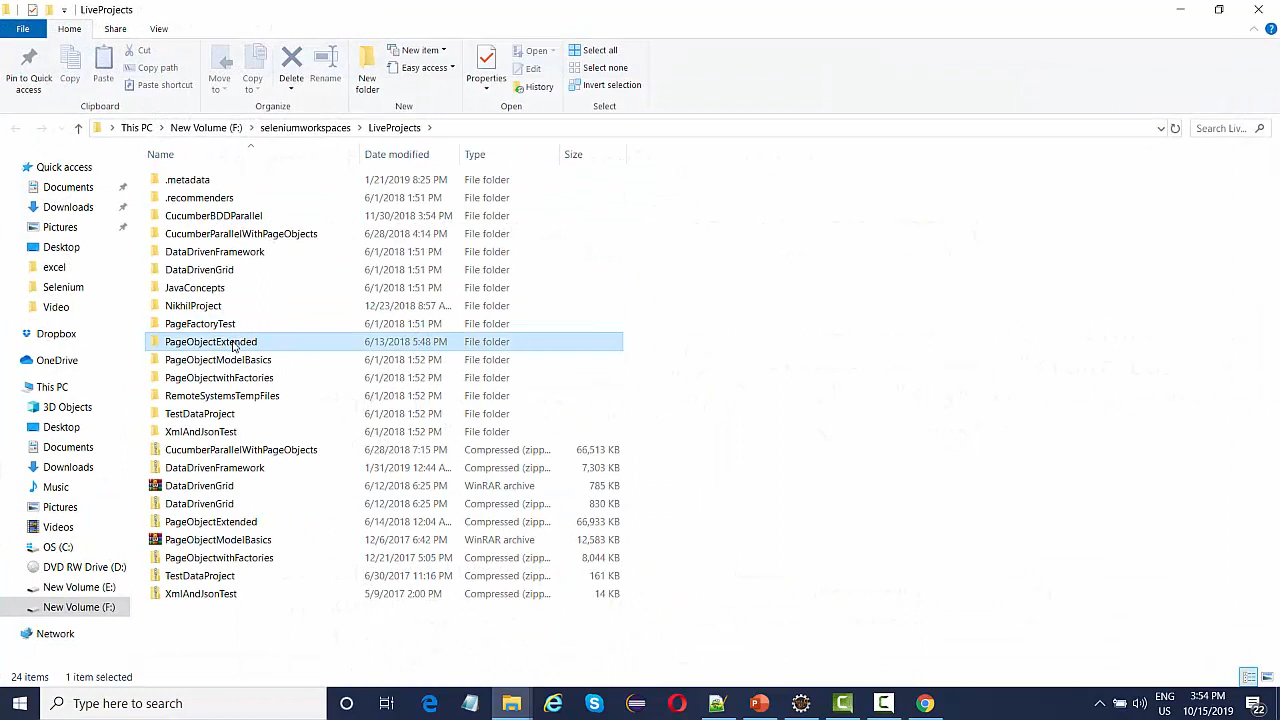 LiveProjects
File Home Share View
Pin to Quick access Copy Paste Cut Copy path Paste shortcut Move to Copy to Delete Rename New folder New item Easy access Properties Open Edit History Select all Select none Invert selection
Clipboard Organize New Open Select
This PC New Volume (F:) seleniumworkspaces LiveProjects Search Liv...
Name Date modified Type Size
Quick access
Documents
Downloads
Pictures
Desktop
excel
Selenium
Video
Dropbox
OneDrive
This PC
3D Objects
Desktop
Documents
Downloads
Music
Pictures
Videos
OS (C:)
DVD RW Drive (D:)
New Volume (E:)
New Volume (F:)
Network
.metadata 1/21/2019 8:25 PM File folder
.recommenders 6/1/2018 1:51 PM File folder
CucumberBDDParallel 11/30/2018 3:54 PM File folder
CucumberParallelWithPageObjects 6/28/2018 4:14 PM File folder
DataDrivenFramework 6/1/2018 1:51 PM File folder
DataDrivenGrid 6/1/2018 1:51 PM File folder
JavaConcepts 6/1/2018 1:51 PM File folder
NikhilProject 12/23/2018 8:57 A... File folder
PageFactoryTest 6/1/2018 1:51 PM File folder
PageObjectExtended 6/13/2018 5:48 PM File folder
PageObjectModelBasics 6/1/2018 1:52 PM File folder
PageObjectwithFactories 6/1/2018 1:52 PM File folder
RemoteSystemsTempFiles 6/1/2018 1:52 PM File folder
TestDataProject 6/1/2018 1:52 PM File folder
XmlAndJsonTest 6/1/2018 1:52 PM File folder
CucumberParallelWithPageObjects 6/28/2018 7:15 PM Compressed (zipp... 66,513 KB
DataDrivenFramework 1/31/2019 12:44 A... Compressed (zipp... 7,303 KB
DataDrivenGrid 6/12/2018 6:25 PM WinRAR archive 785 KB
DataDrivenGrid 6/12/2018 6:25 PM Compressed (zipp... 830 KB
PageObjectExtended 6/14/2018 12:04 A... Compressed (zipp... 66,933 KB
PageObjectModelBasics 12/6/2017 6:42 PM WinRAR archive 12,583 KB
PageObjectwithFactories 12/21/2017 5:05 PM Compressed (zipp... 8,044 KB
TestDataProject 6/30/2017 11:16 PM Compressed (zipp... 161 KB
XmlAndJsonTest 5/9/2017 2:00 PM Compressed (zipp... 14 KB
24 items 1 item selected
Type here to search
ENG
US
3:54 PM
10/15/2019
22